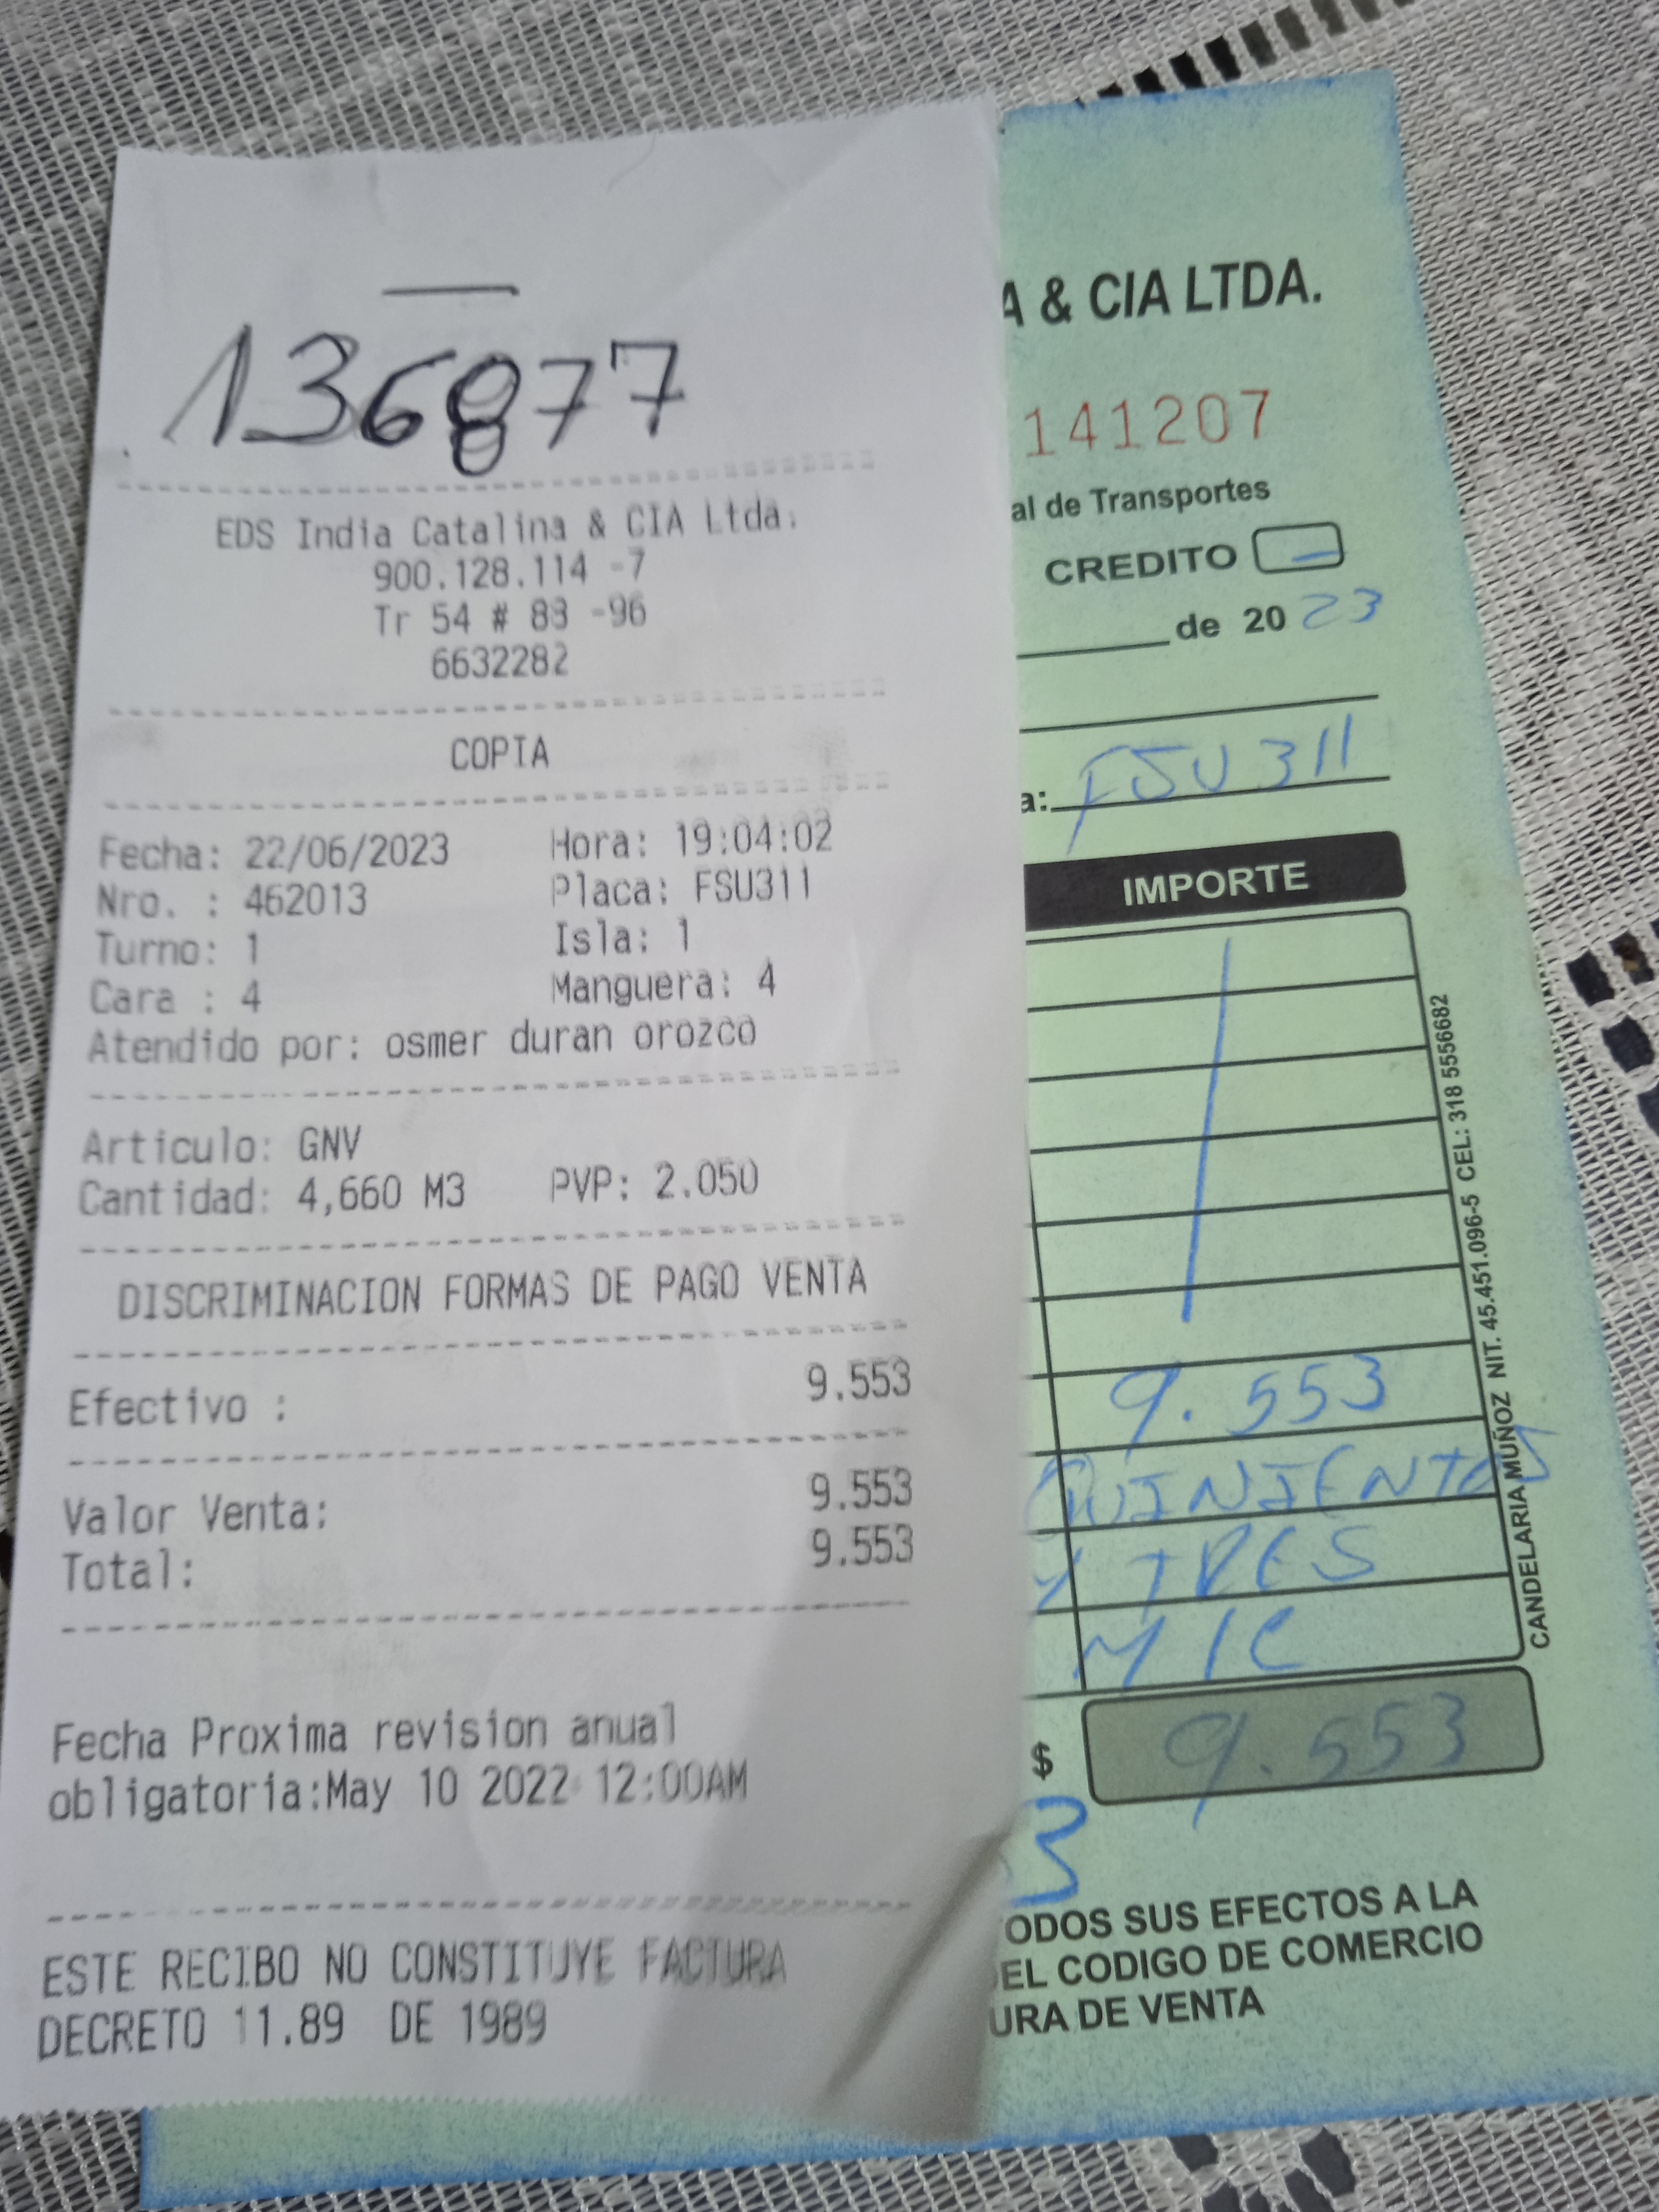 136877
EDS India Catalina & CIA Ltda.
900.128.114 -7
Tr 54 # 83 -96
6632282
COPIA
Fecha: 22/06/2023 Hora: 19:04:02
Nro. : 462013 Placa: FSU311
Turno: 1 Isla: 1
Cara : 4 Manguera: 4
Atendido por: osmer duran orozco
Articulo: GNV
Cantidad: 4,660 M3 PVP: 2.050
DISCRIMINACION FORMAS DE PAGO VENTA
Efectivo : 9.553
Valor Venta: 9.553
Total: 9.553
Fecha Proxima revision anual
obligatoria:May 10 2022 12:00AM
ESTE RECIBO NO CONSTITUYE FACTURA
DECRETO 11.89 DE 1989
A & CIA LTDA.
141207
al de Transportes
CREDITO
de 20 23
a: FSU 311
IMPORTE
9.553
QUINIENTOS
Y TRES
MIL
$ 9.553
3
ODOS SUS EFECTOS A LA
EL CODIGO DE COMERCIO
URA DE VENTA
CANDELARIA MUÑOZ NIT. 45.451.096-5 CEL: 318 5556682